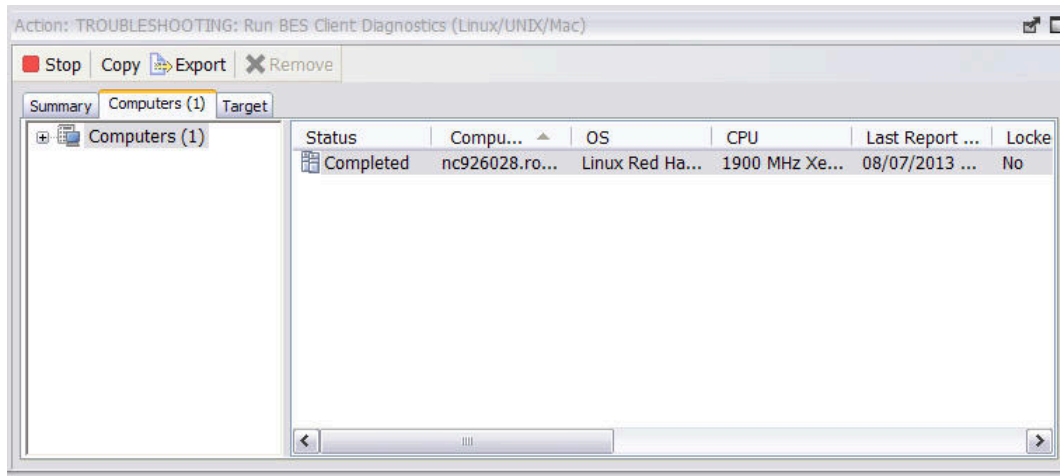 Action: TROUBLESHOOTING: Run BES Client Diagnostics (Linux/UNIX/Mac)
Stop Copy Export Remove
Summary Computers (1) Target
Computers (1)
Status Compu... OS CPU Last Report ... Locke
Completed nc926028.ro... Linux Red Ha... 1900 MHz Xe... 08/07/2013 ... No